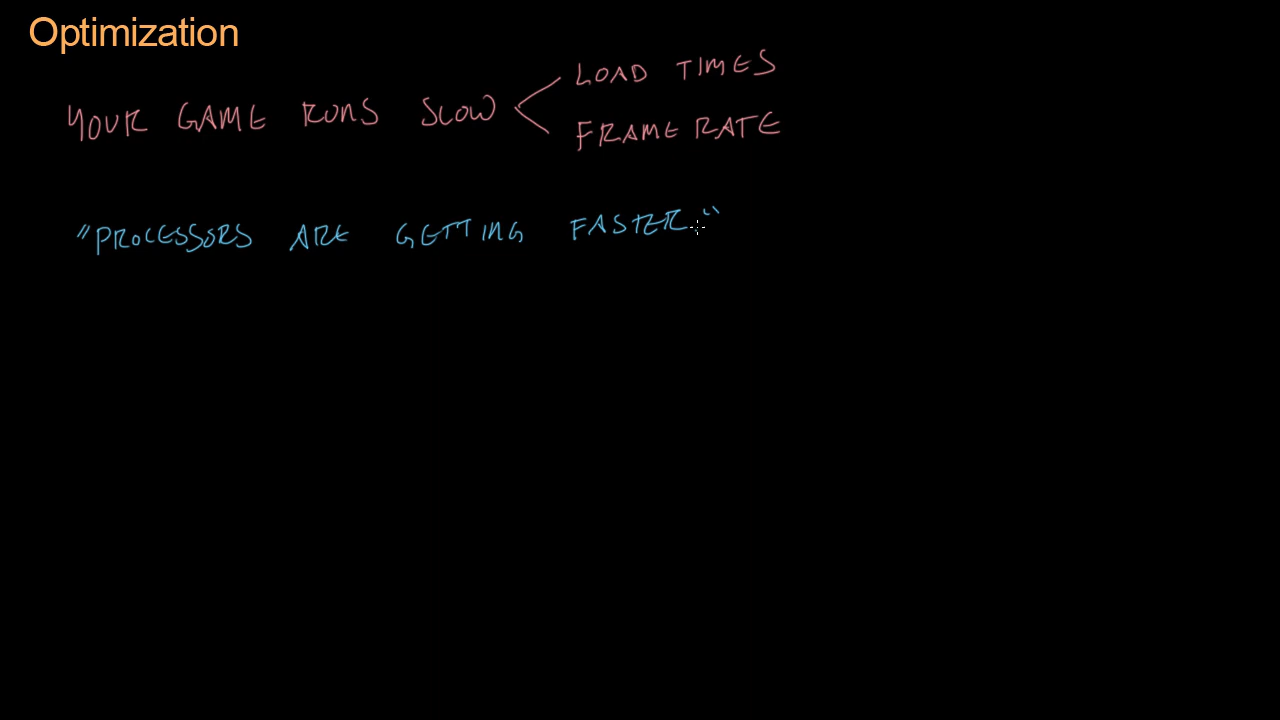 Optimization
YOUR GAME RUNS SLOW
LOAD TIMES
FRAME RATE
"PROCESSORS ARE GETTING FASTER."